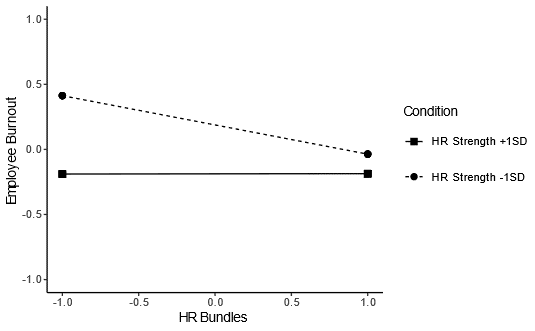 1.0
0.5
0.0
-0.5
-1.0
Employee Burnout
-1.0 -0.5 0.0 0.5 1.0
HR Bundles
Condition
HR Strength +1SD
HR Strength -1SD